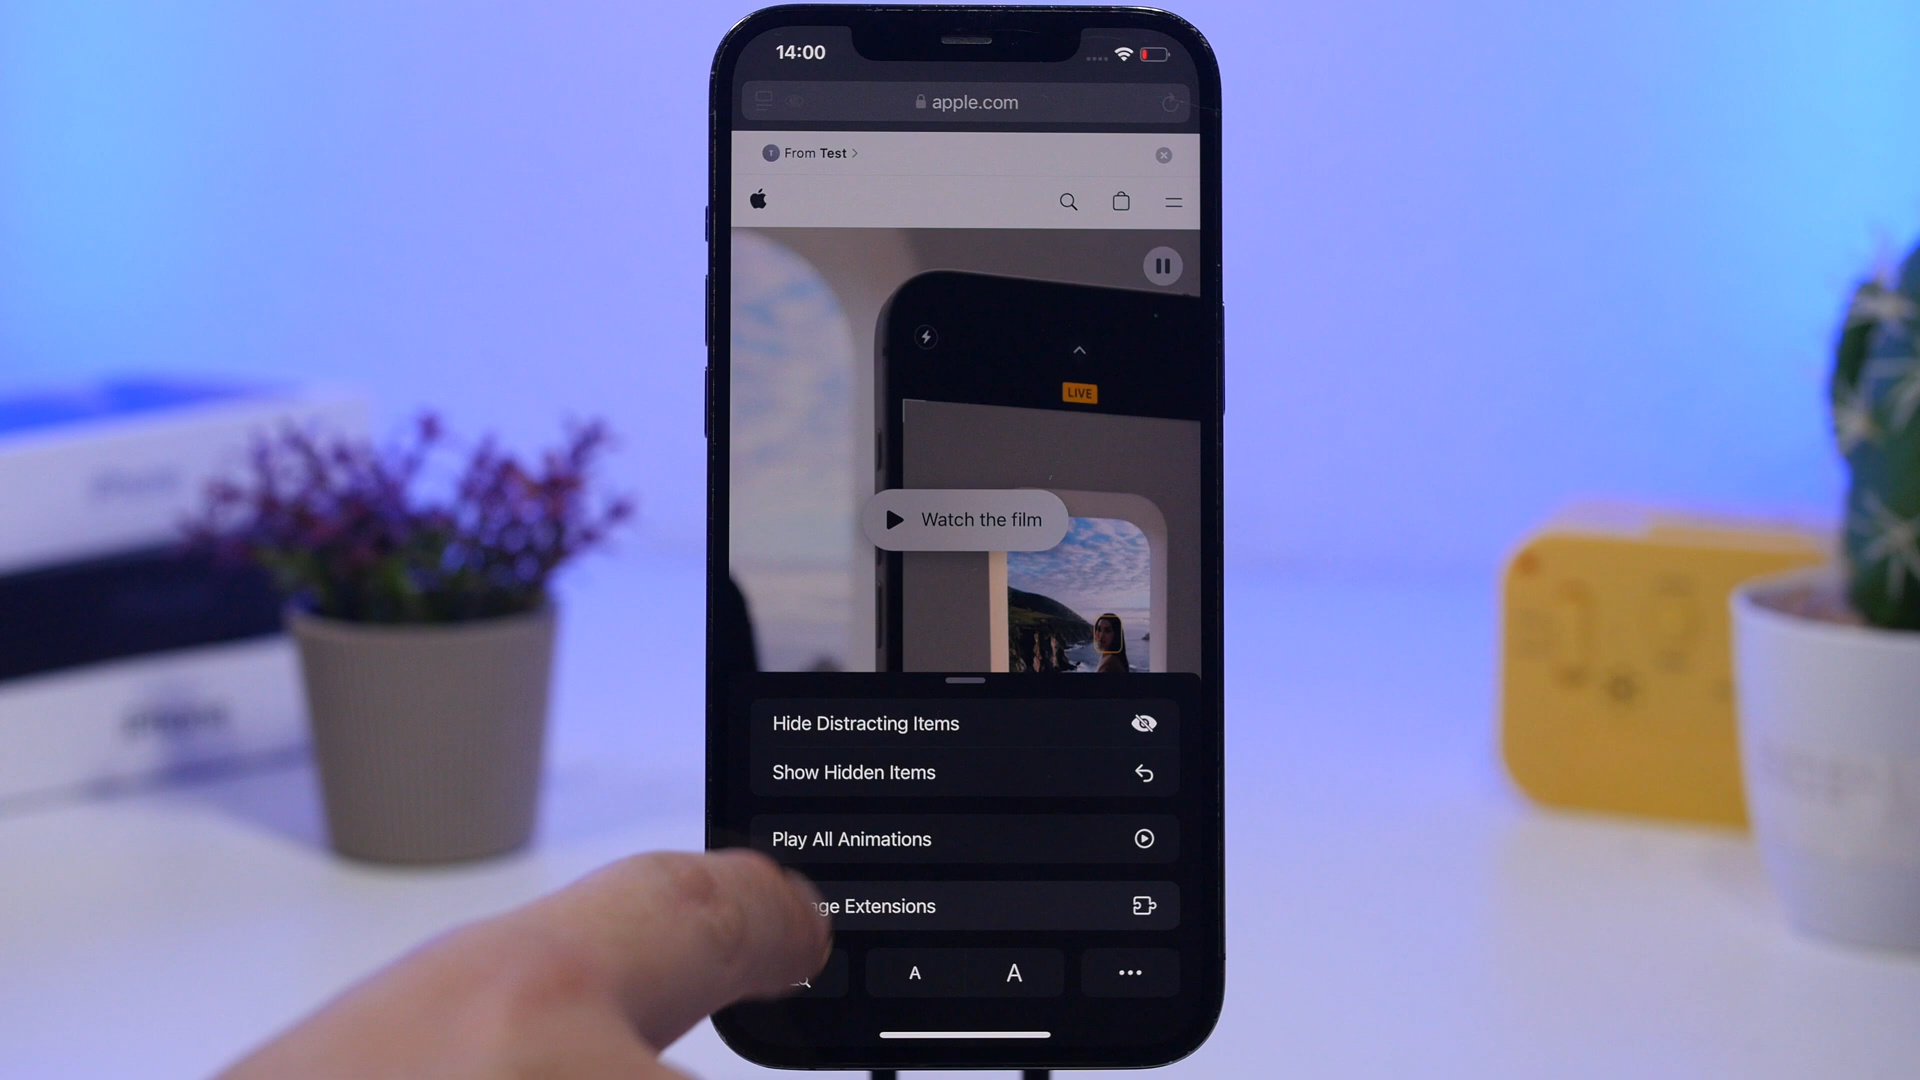 14:00
apple.com
From Test >
LIVE
Watch the film
Hide Distracting Items
Show Hidden Items
Play All Animations
ge Extensions
A A